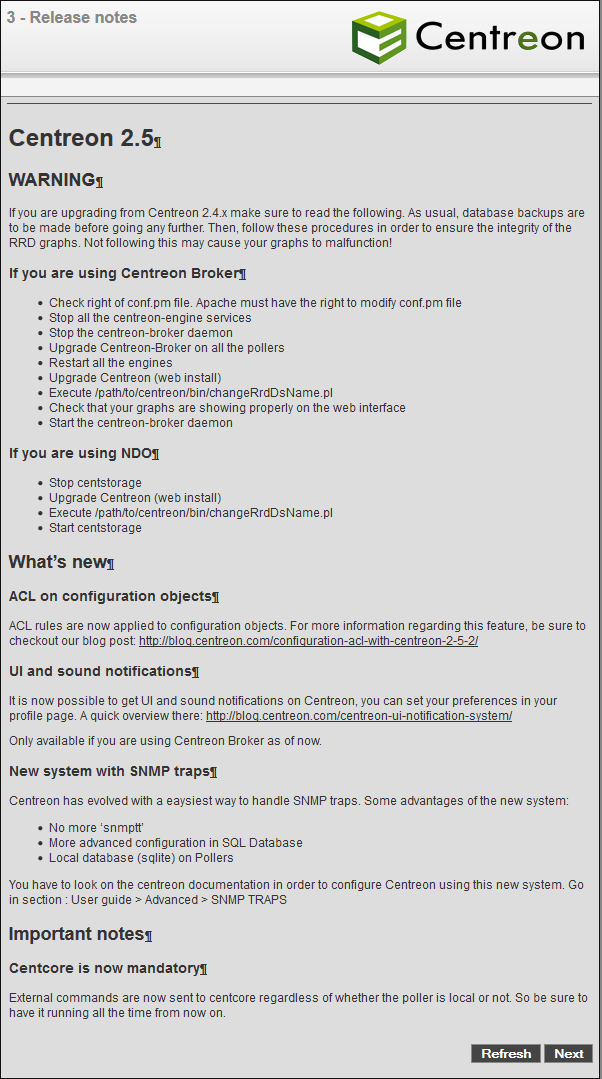 3 - Release notes
Centreon
Centreon 2.5¶
WARNING¶
If you are upgrading from Centreon 2.4.x make sure to read the following. As usual, database backups are
to be made before going any further. Then, follow these procedures in order to ensure the integrity of the
RRD graphs. Not following this may cause your graphs to malfunction!
If you are using Centreon Broker¶
• Check right of conf.pm file. Apache must have the right to modify conf.pm file
• Stop all the centreon-engine services
• Stop the centreon-broker daemon
• Upgrade Centreon-Broker on all the pollers
• Restart all the engines
• Upgrade Centreon (web install)
• Execute /path/to/centreon/bin/changeRrdDsName.pl
• Check that your graphs are showing properly on the web interface
• Start the centreon-broker daemon
If you are using NDO¶
• Stop centstorage
• Upgrade Centreon (web install)
• Execute /path/to/centreon/bin/changeRrdDsName.pl
• Start centstorage
What’s new¶
ACL on configuration objects¶
ACL rules are now applied to configuration objects. For more information regarding this feature, be sure to
checkout our blog post: http://blog.centreon.com/configuration-acl-with-centreon-2-5-2/
UI and sound notifications¶
It is now possible to get UI and sound notifications on Centreon, you can set your preferences in your
profile page. A quick overview there: http://blog.centreon.com/centreon-ui-notification-system/
Only available if you are using Centreon Broker as of now.
New system with SNMP traps¶
Centreon has evolved with a eaysiest way to handle SNMP traps. Some advantages of the new system:
• No more ‘snmptt’
• More advanced configuration in SQL Database
• Local database (sqlite) on Pollers
You have to look on the centreon documentation in order to configure Centreon using this new system. Go
in section : User guide > Advanced > SNMP TRAPS
Important notes¶
Centcore is now mandatory¶
External commands are now sent to centcore regardless of whether the poller is local or not. So be sure to
have it running all the time from now on.
Refresh Next